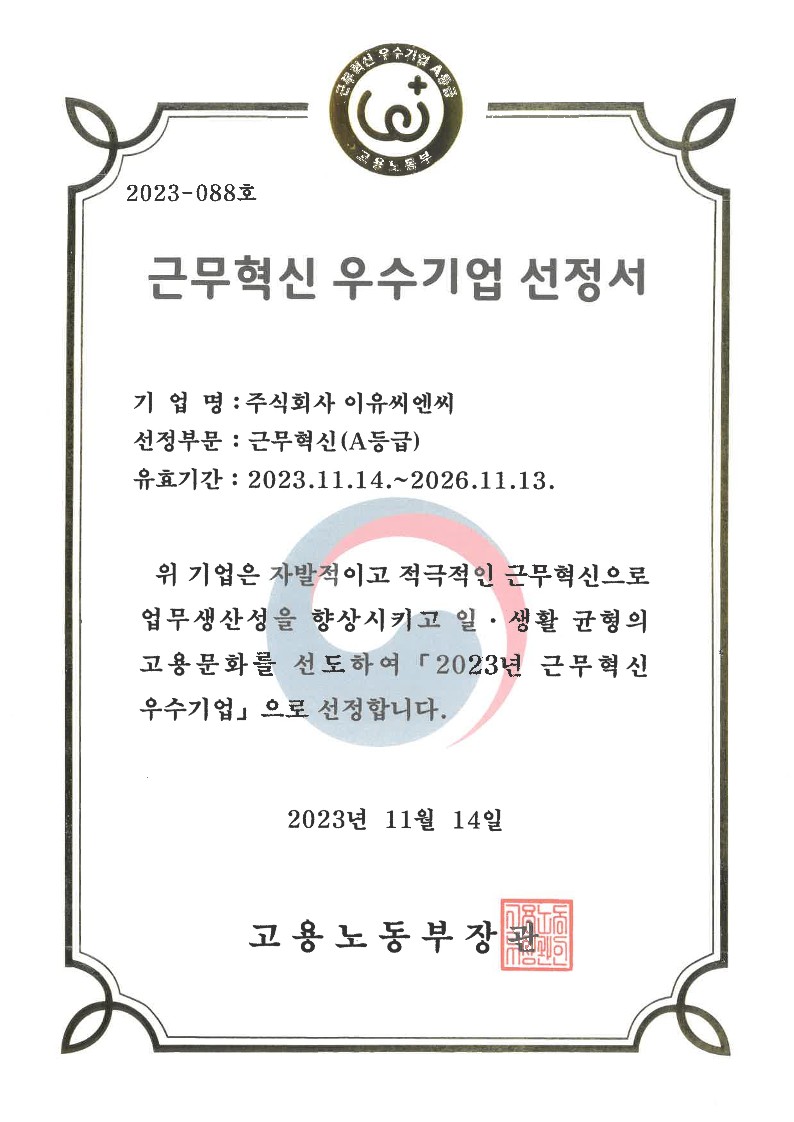 근무혁신 우수기업 A등급
고용노동부
2023-088호
근무혁신 우수기업 선정서
기 업 명 : 주식회사 이유씨엔씨
선정부문 : 근무혁신(A등급)
유효기간 : 2023.11.14.~2026.11.13.
위 기업은 자발적이고 적극적인 근무혁신으로
업무생산성을 향상시키고 일·생활 균형의
고용문화를 선도하여 「2023년 근무혁신
우수기업」으로 선정합니다.
2023년 11월 14일
고용노동부장관